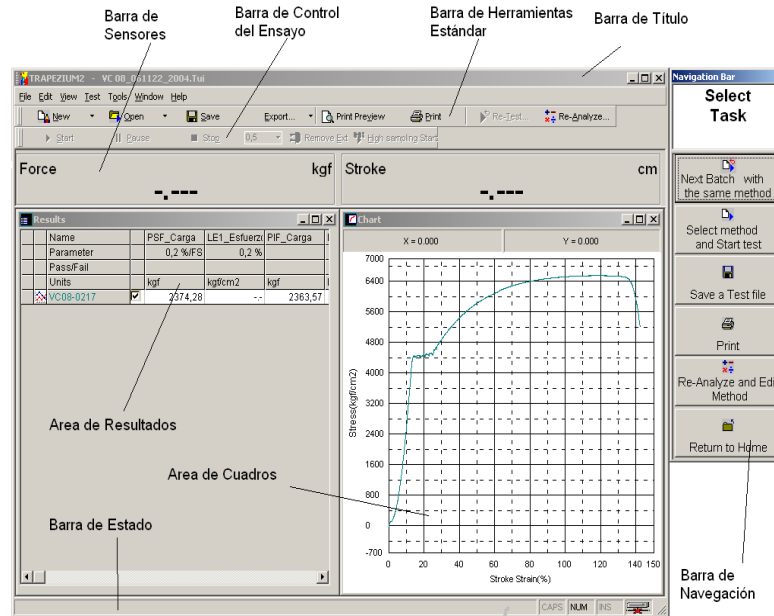 Barra de
Sensores
Barra de Control
del Ensayo
Barra de Herramientas
Estándar
Barra de Título
TRAPEZIUM2 - VC 08_061122_2004.Tui
File Edit View Test Tools Window Help
New Open Save Export... Print Preview Print Re-Test... Re-Analyze...
Start Pause Stop 0,5 Remove Ext. High sampling Start
Force kgf Stroke cm
-.--- -.---
Navigation Bar
Select
Task
Next Batch with
the same method
Select method
and Start test
Save a Test file
Print
Re-Analyze and Edi
Method
Return to Home
Results
Name PSF_Carga LE1_Esfuerzo PIF_Carga
Parameter 0,2 %/FS 0,2 %
Pass/Fail
Units kgf kgf/cm2 kgf
VC08-0217 2374,28 -.- 2363,57
Area de Resultados
Area de Cuadros
Barra de Estado
Chart
X = 0.000 Y = 0.000
7000
6400
5600
4800
4000
3200
2400
1600
800
0
-700
Stress(kgf/cm2)
0 20 40 60 80 100 120 140 150
Stroke Strain(%)
Barra de
Navegación
CAPS NUM INS